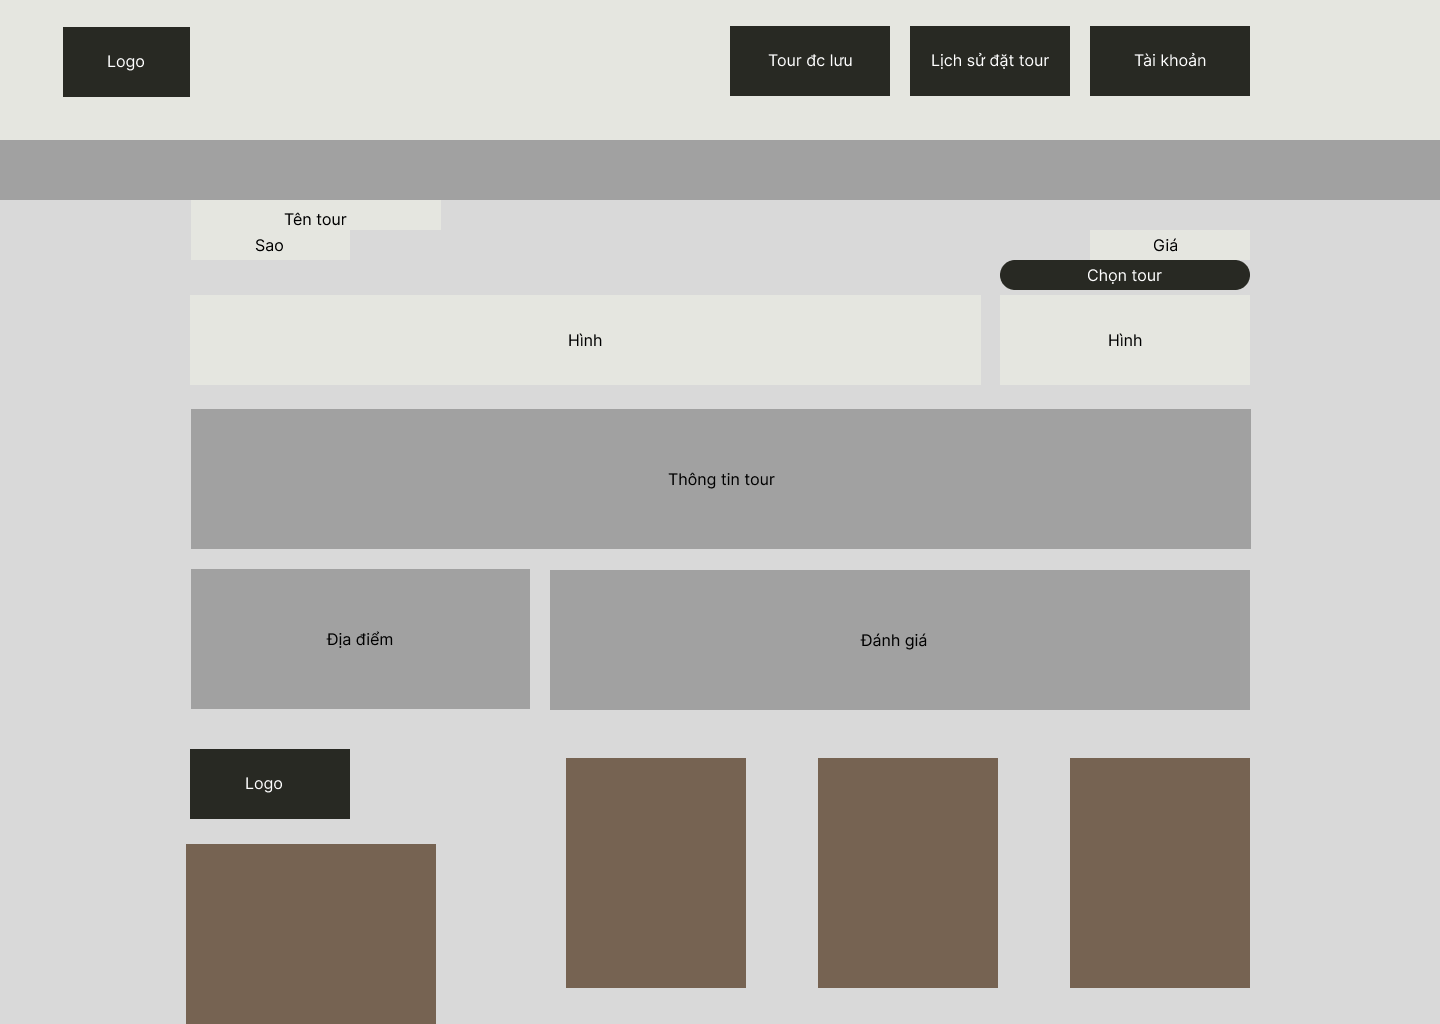 Logo
Tour đc lưu
Lịch sử đặt tour
Tài khoản
Tên tour
Sao
Giá
Chọn tour
Hình
Hình
Thông tin tour
Địa điểm
Đánh giá
Logo